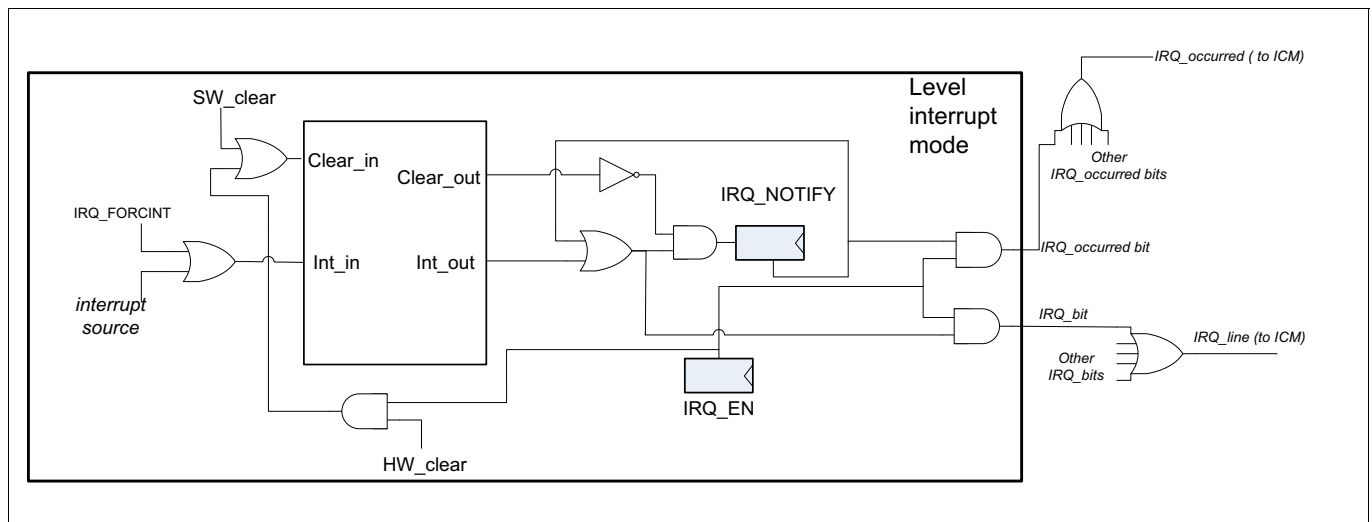 IRQ_occurred ( to ICM)
Level
interrupt
mode
SW_clear
Other
IRQ_occurred bits
Clear_in
Clear_out
IRQ_NOTIFY
IRQ_FORCINT
IRQ_occurred bit
Int_in
Int_out
interrupt
source
IRQ_bit
IRQ_line (to ICM)
Other
IRQ_bits
IRQ_EN
HW_clear